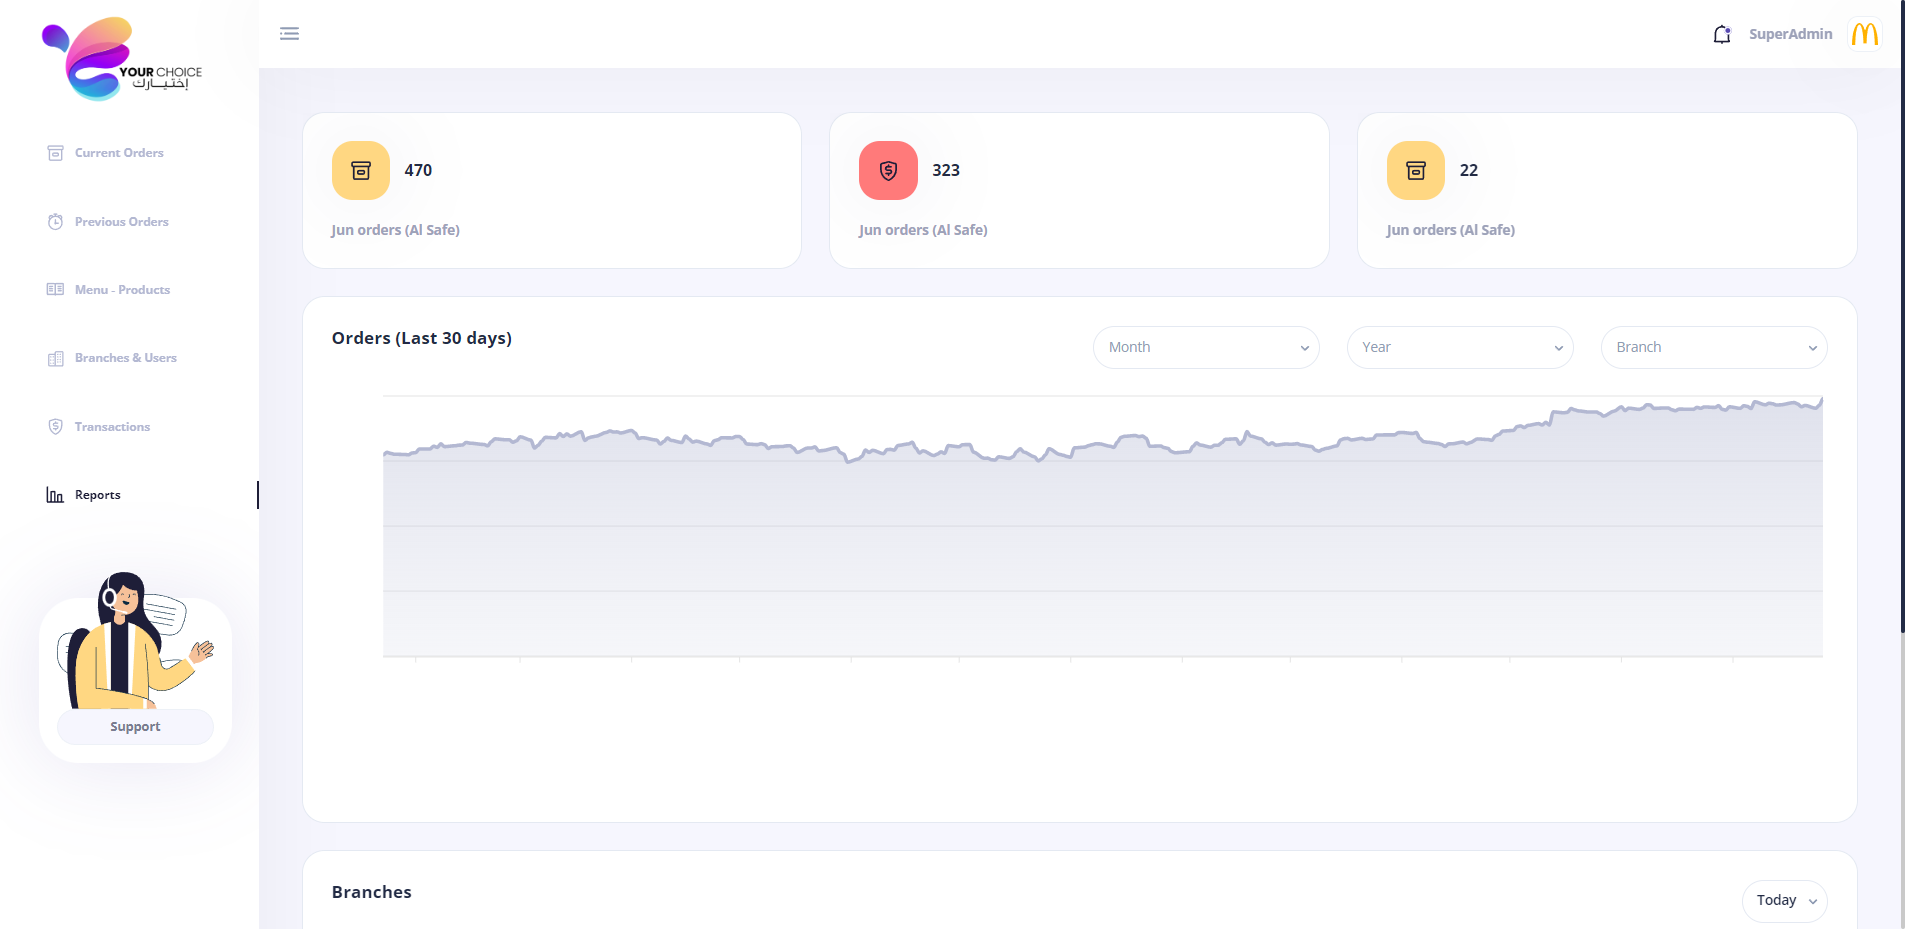 YOUR CHOICE
إختيارك
SuperAdmin
Current Orders
Previous Orders
Menu - Products
Branches & Users
Transactions
Reports
Support
470
Jun orders (Al Safe)
323
Jun orders (Al Safe)
22
Jun orders (Al Safe)
Orders (Last 30 days)
Month
Year
Branch
Branches
Today